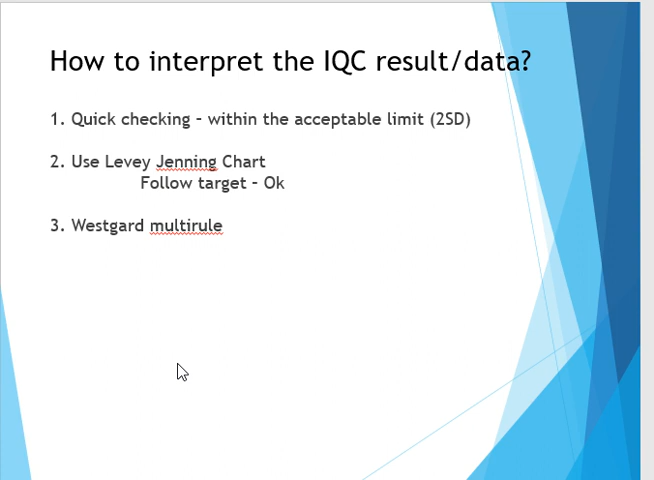 How to interpret the IQC result/data?
1. Quick checking – within the acceptable limit (2SD)
2. Use Levey Jenning Chart
Follow target – Ok
3. Westgard multirule